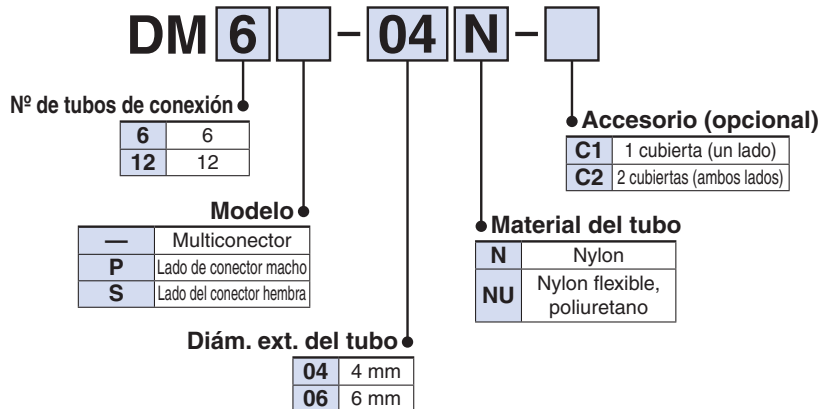 DM 6 - 04 N -
Nº de tubos de conexión
6 6
12 12
Accesorio (opcional)
C1 1 cubierta (un lado)
C2 2 cubiertas (ambos lados)
Modelo
— Multiconector
P Lado de conector macho
S Lado del conector hembra
Material del tubo
N Nylon
NU Nylon flexible,
poliuretano
Diám. ext. del tubo
04 4 mm
06 6 mm